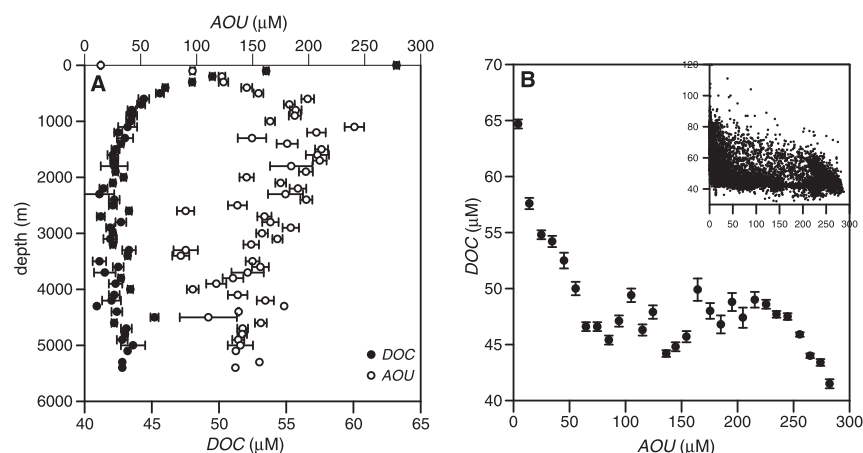 AOU (μM)
0 50 100 150 200 250 300
A
0
1000
2000
3000
4000
5000
6000
depth (m)
DOC
AOU
40 45 50 55 60 65
DOC (μM)
B
70
65
60
55
50
45
40
DOC (μM)
0 50 100 150 200 250 300
AOU (μM)
120
100
80
60
40
0 50 100 150 200 250 300